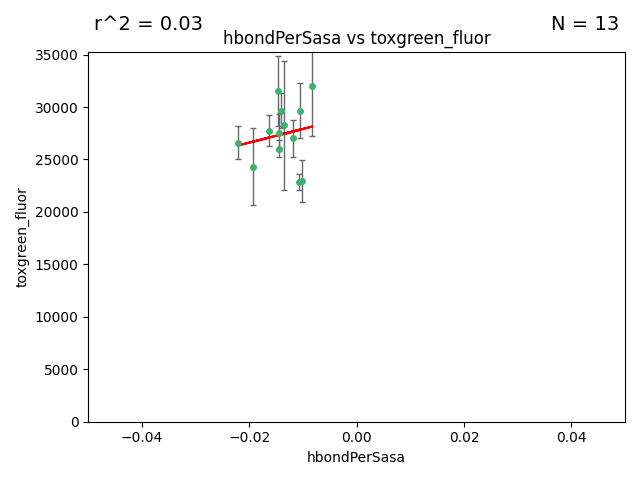 r^2 = 0.03
N = 13
hbondPerSasa vs toxgreen_fluor
35000
30000
25000
20000
15000
10000
5000
0
toxgreen_fluor
−0.04
−0.02
0.00
0.02
0.04
hbondPerSasa